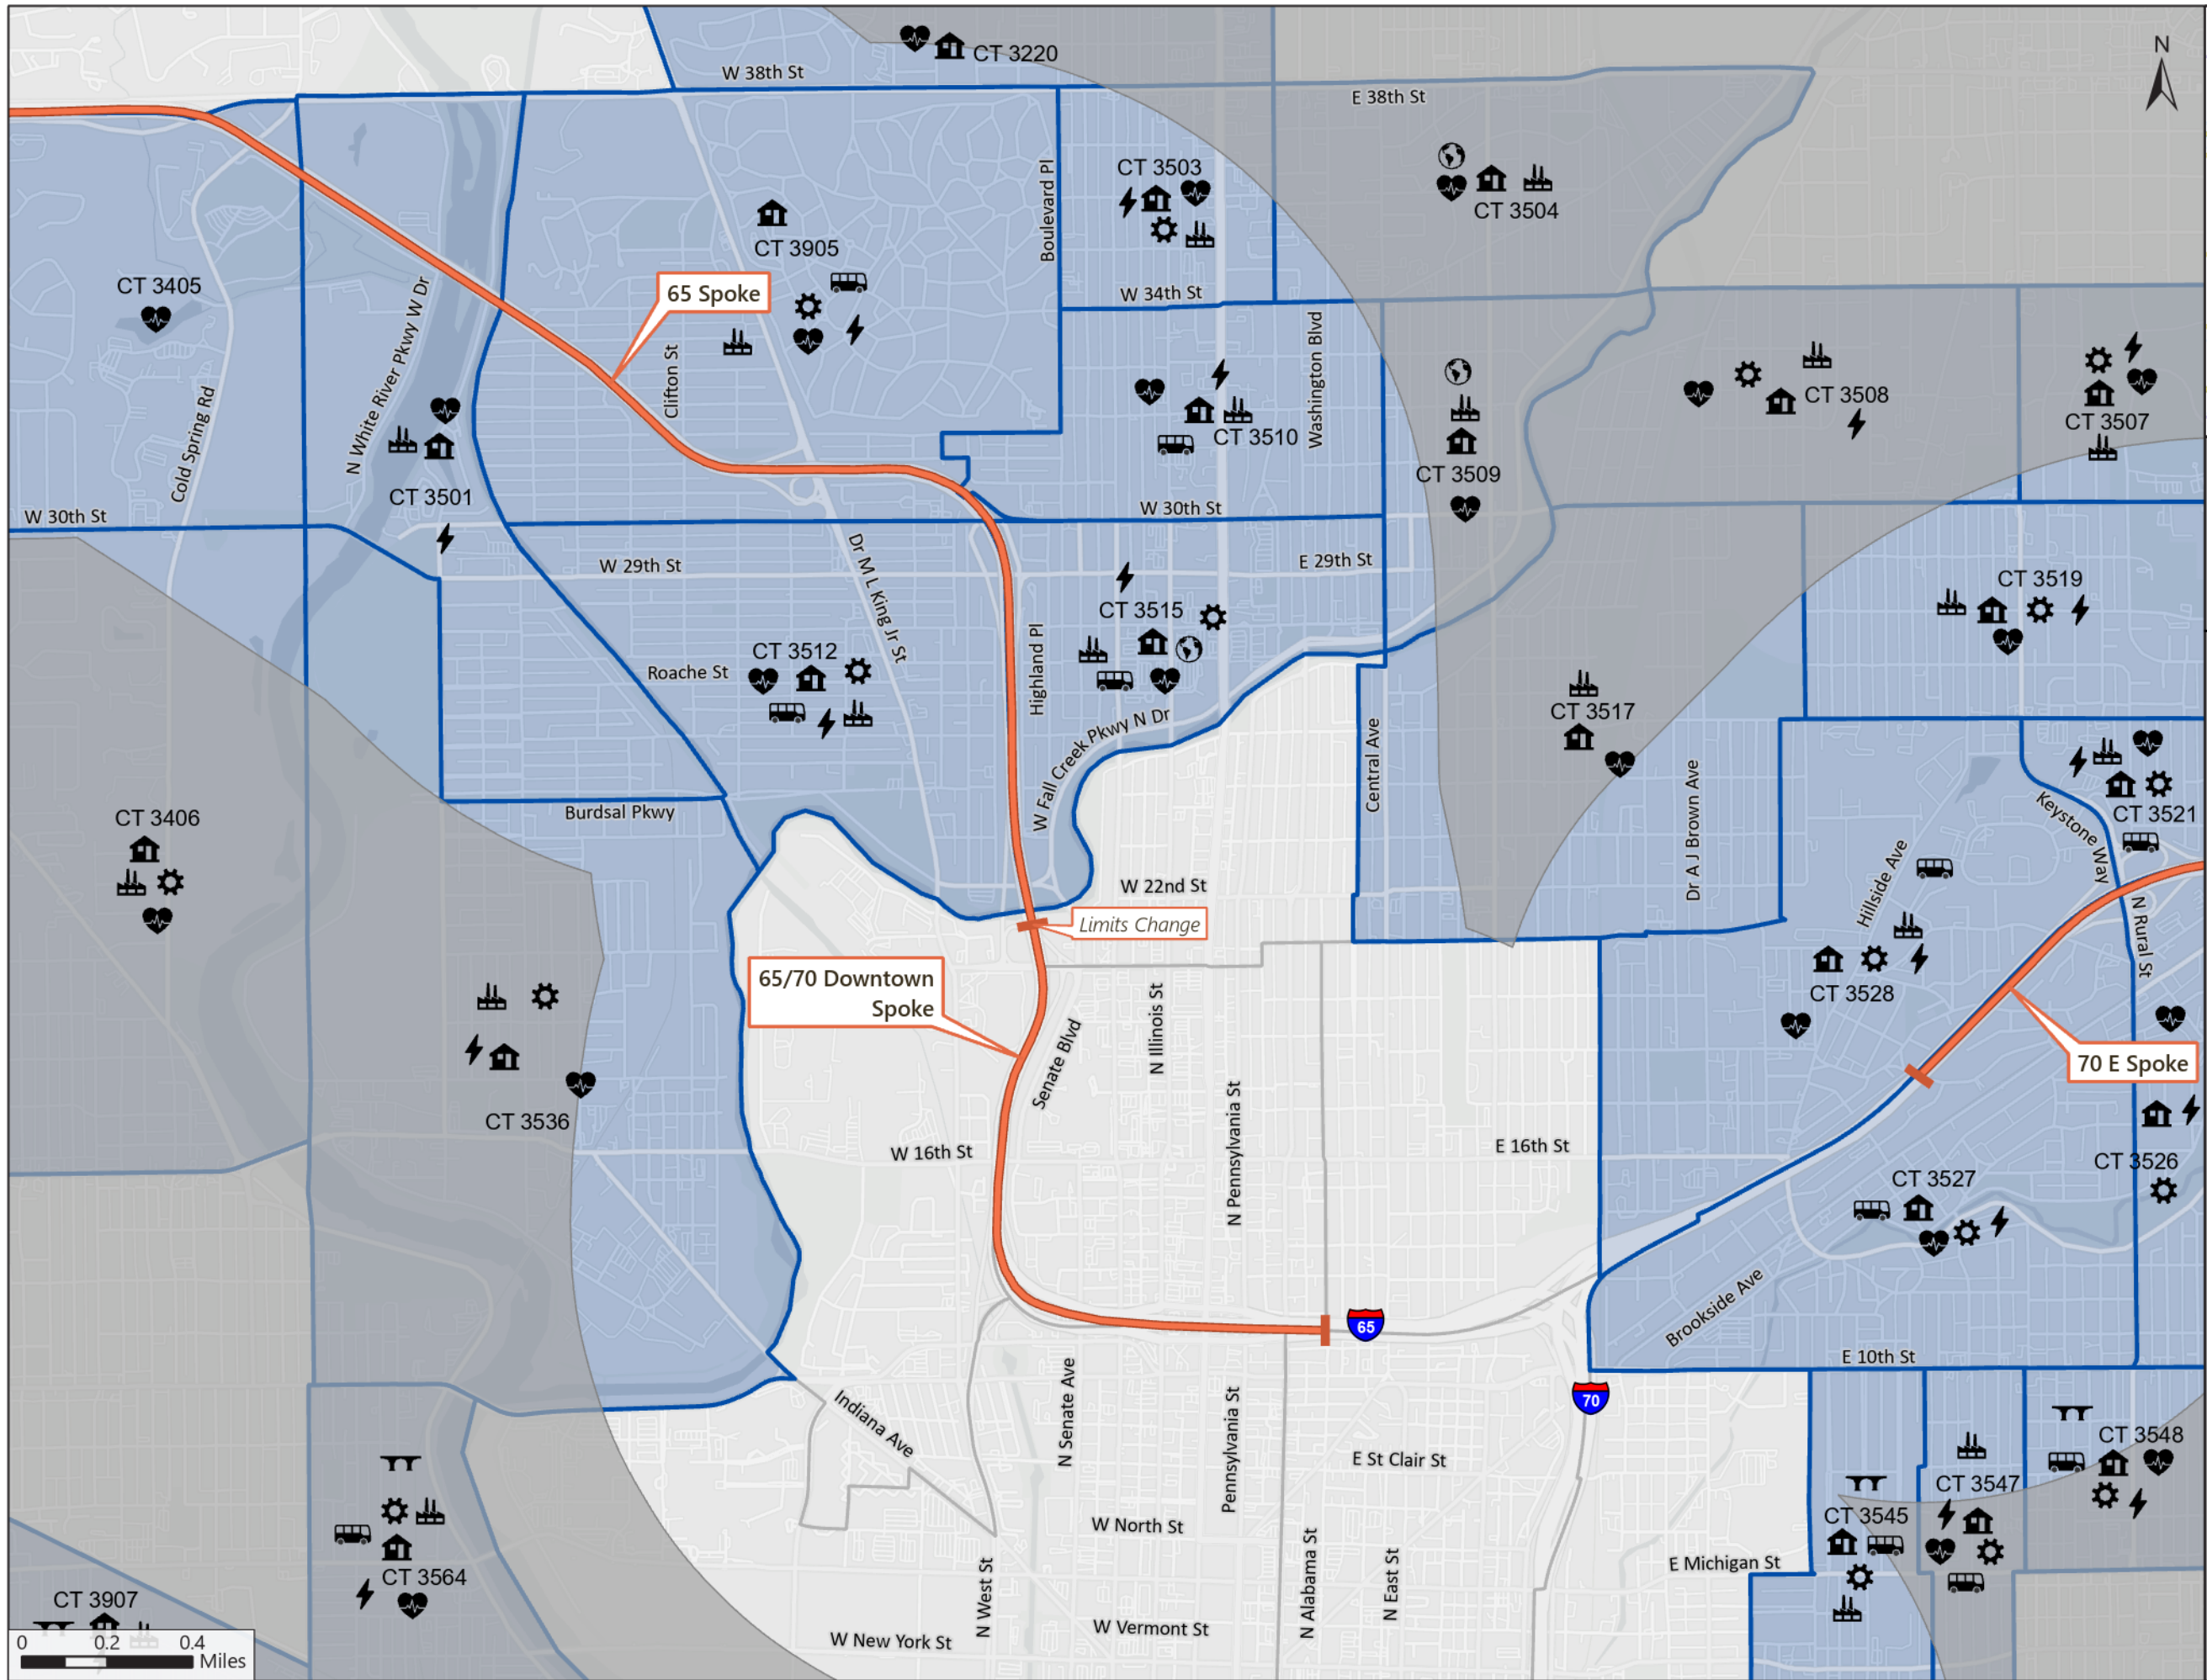 N
CT 3220
W 38th St
E 38th St
CT 3503
CT 3504
Boulevard Pl
CT 3905
CT 3405
65 Spoke
W 34th St
N White River Pkwy W Dr
Clifton St
Washington Blvd
CT 3508
CT 3507
Cold Spring Rd
CT 3510
CT 3509
CT 3501
W 30th St
W 30th St
W 29th St
E 29th St
Dr M L King Jr St
CT 3519
CT 3515
CT 3512
Roache St
Highland Pl
CT 3517
W Fall Creek Pkwy N Dr
Central Ave
Dr A J Brown Ave
Burdsal Pkwy
CT 3406
CT 3521
Keystone Way
Hillside Ave
W 22nd St
Limits Change
N Rural St
65/70 Downtown
Spoke
CT 3528
N Illinois St
Senate Blvd
70 E Spoke
CT 3536
N Pennsylvania St
W 16th St
E 16th St
CT 3526
CT 3527
Brookside Ave
65
E 10th St
70
Indiana Ave
N Senate Ave
Pennsylvania St
E St Clair St
CT 3548
CT 3547
CT 3545
W North St
E Michigan St
CT 3564
CT 3907
N West St
N Alabama St
N East St
W New York St
W Vermont St
0 0.2 0.4
Miles